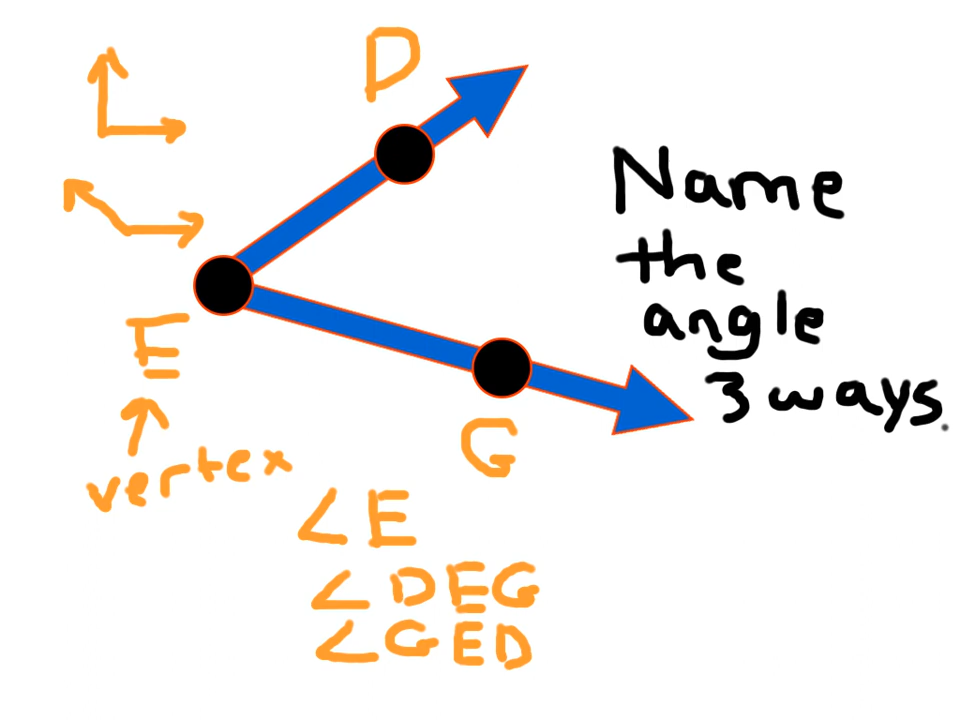 D
Name
the
angle
3 ways.
E
G
vertex
∠E
∠DEG
∠GED